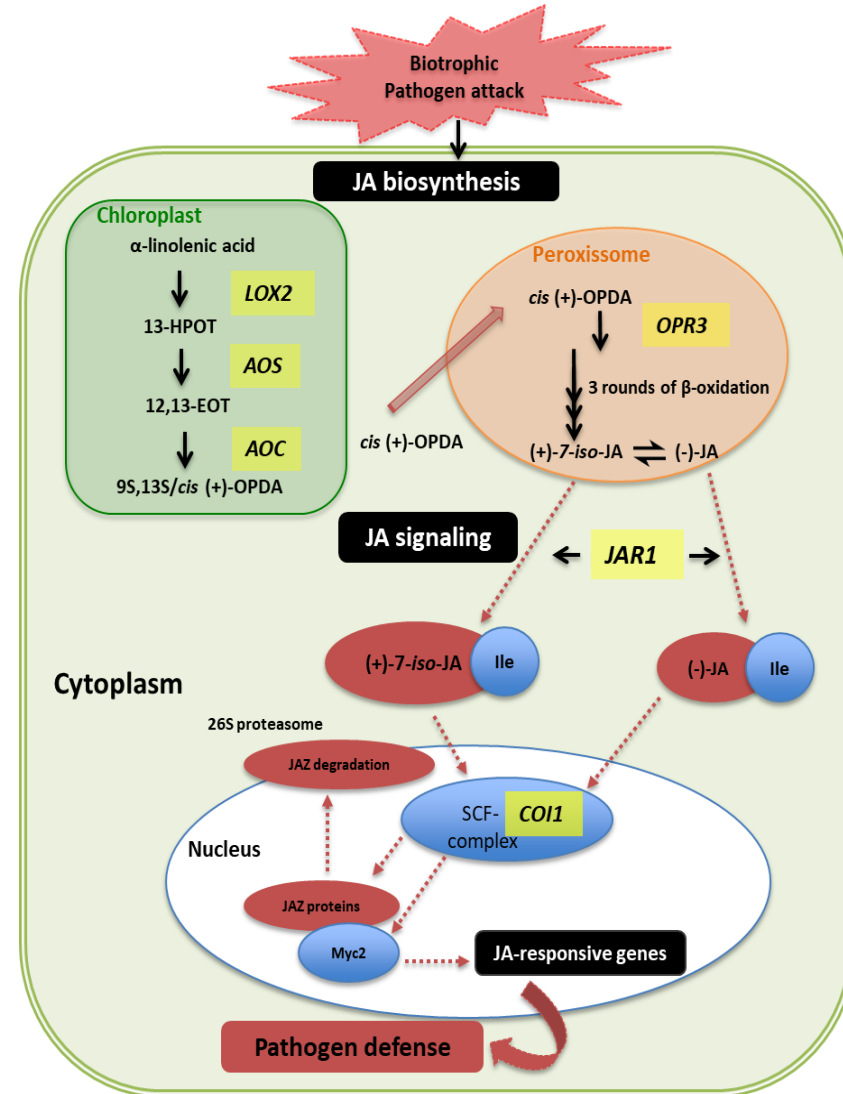 Biotrophic
Pathogen attack
JA biosynthesis
Chloroplast
α-linolenic acid
LOX2
13-HPOT
AOS
12,13-EOT
AOC
9S,13S/cis (+)-OPDA
cis (+)-OPDA
Peroxissome
cis (+)-OPDA
OPR3
3 rounds of β-oxidation
(+)-7-iso-JA
(-)-JA
JA signaling
JAR1
(+)-7-iso-JA
Ile
(-)-JA
Ile
Cytoplasm
26S proteasome
JAZ degradation
SCF-
complex
COI1
Nucleus
JAZ proteins
Myc2
JA-responsive genes
Pathogen defense